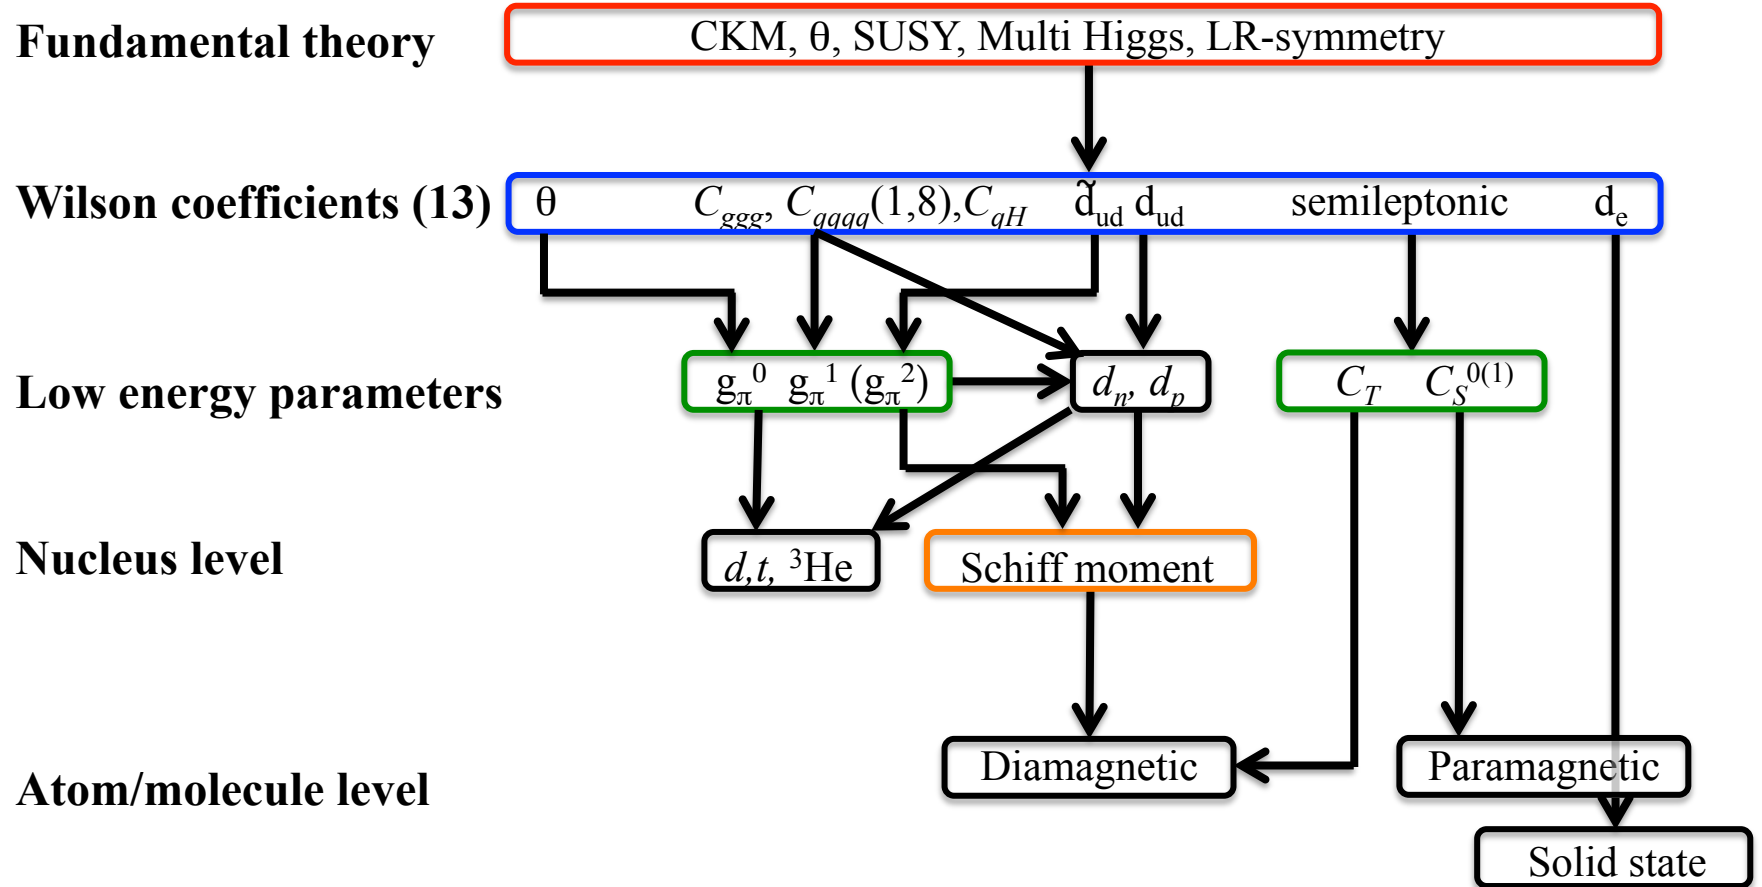 Fundamental theory
CKM, θ, SUSY, Multi Higgs, LR-symmetry
Wilson coefficients (13)
θ C_ggg, C_qqqq(1,8),C_qH d̃_ud d_ud semileptonic d_e
Low energy parameters
g_π^0 g_π^1 (g_π^2)
d_n, d_p
C_T C_S^0(1)
Nucleus level
d,t, ³He
Schiff moment
Atom/molecule level
Diamagnetic
Paramagnetic
Solid state